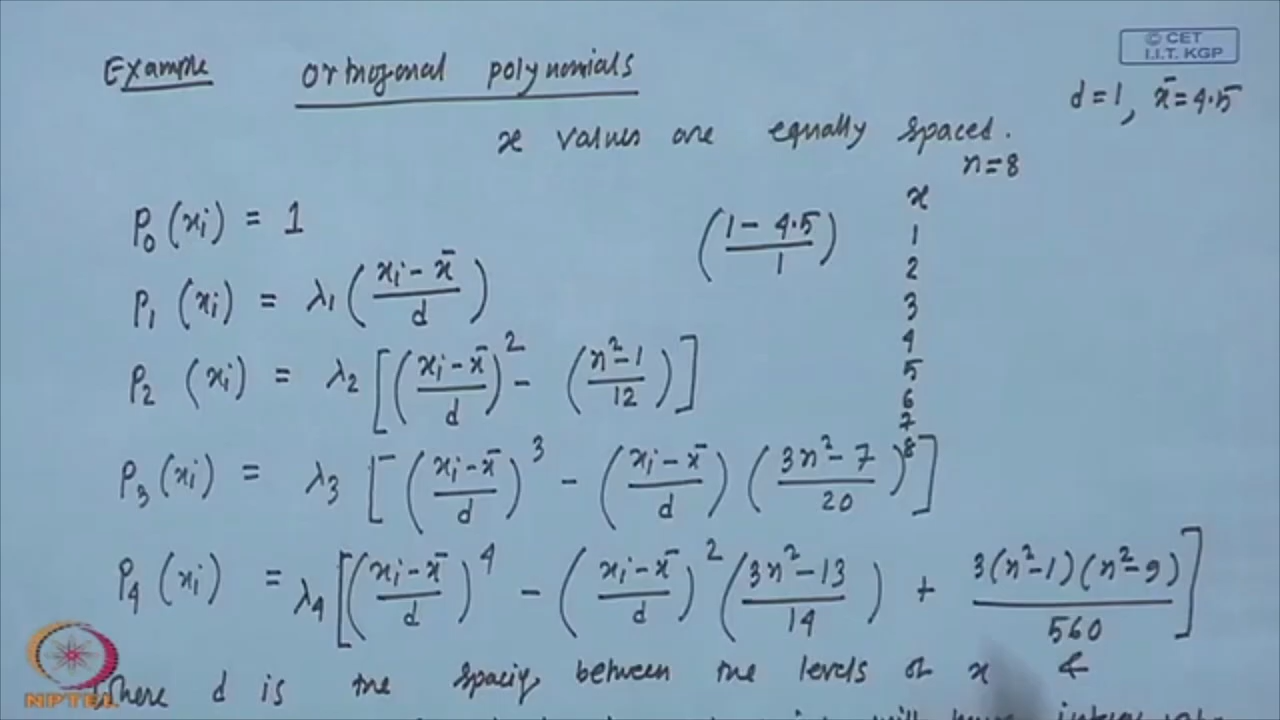 © CET
I.I.T. KGP
Example orthogonal polynomials
d = 1, x̄ = 4.5
x values are equally spaced.
n = 8
x
P₀(xᵢ) = 1
(1 - 4.5 / 1)
1
2
P₁(xᵢ) = λ₁((xᵢ - x̄)/d)
3
4
P₂(xᵢ) = λ₂[((xᵢ - x̄)/d)² - ((n² - 1)/12)]
5
6
7
8
P₃(xᵢ) = λ₃[((xᵢ - x̄)/d)³ - ((xᵢ - x̄)/d)((3n² - 7)/20)]
P₄(xᵢ) = λ₄[((xᵢ - x̄)/d)⁴ - ((xᵢ - x̄)/d)²((3n² - 13)/14) + 3(n² - 1)(n² - 9)/560]
where d is the spacing between the levels of x &
NPTEL